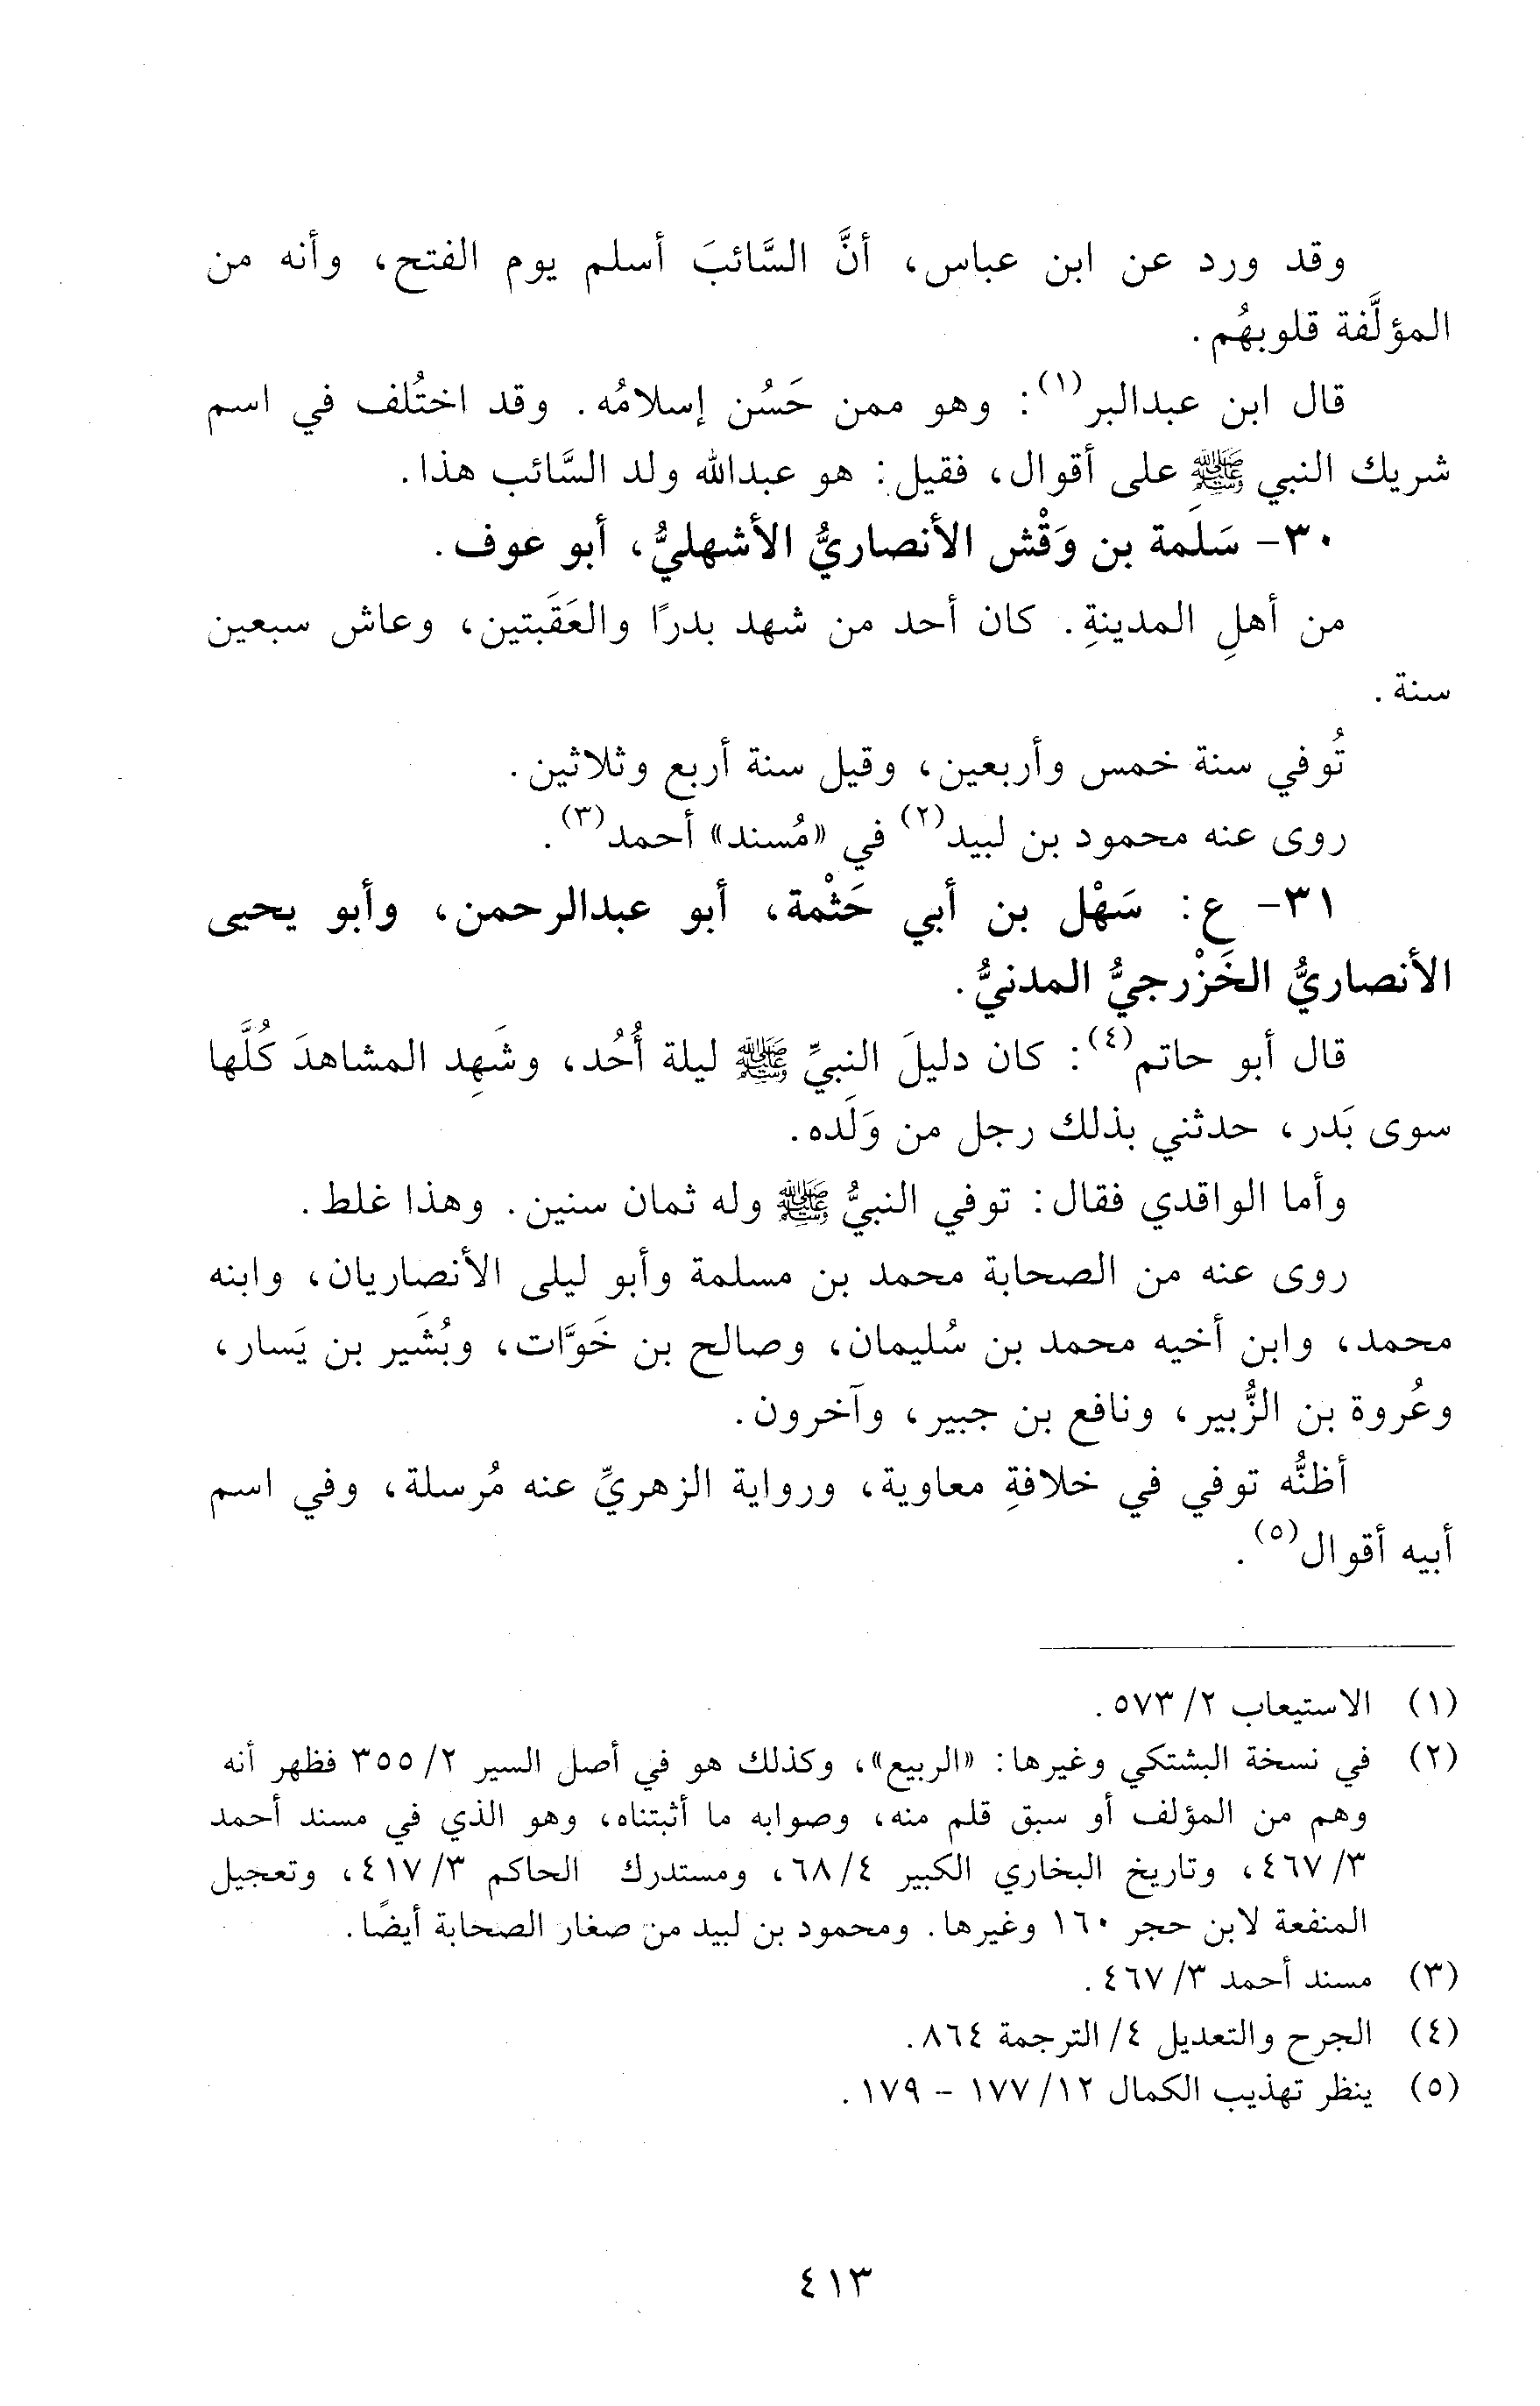 وقد ورد عن ابن عباس، أنَّ السَّائبَ أسلم يوم الفتح، وأنه من
المؤلَّفة قلوبهُم.
قال ابن عبدالبر(١): وهو ممن حَسُن إسلامُه. وقد اختُلف في اسم
شريك النبي ﷺ على أقوال، فقيل: هو عبدالله ولد السَّائب هذا.
٣٠- سَلَمة بن وَقْش الأنصاريُّ الأشهليُّ، أبو عوف.
من أهلِ المدينةِ. كان أحد من شهد بدرًا والعَقَبتين، وعاش سبعين
سنة.
تُوفي سنة خمس وأربعين، وقيل سنة أربع وثلاثين.
روى عنه محمود بن لبيد(٢) في «مُسند» أحمد(٣).
٣١- ع: سَهْل بن أبي حَثْمة، أبو عبدالرحمن، وأبو يحيى
الأنصاريُّ الخَزْرجيُّ المدنيُّ.
قال أبو حاتم(٤): كان دليلَ النبيِّ ﷺ ليلة أُحُد، وشَهِد المشاهدَ كُلَّها
سوى بَدر، حدثني بذلك رجل من وَلَده.
وأما الواقدي فقال: توفي النبيُّ ﷺ وله ثمان سنين. وهذا غلط.
روى عنه من الصحابة محمد بن مسلمة وأبو ليلى الأنصاريان، وابنه
محمد، وابن أخيه محمد بن سُليمان، وصالح بن خَوَّات، وبُشَير بن يَسار،
وعُروة بن الزُّبير، ونافع بن جبير، وآخرون.
أظنُّه توفي في خلافةِ معاوية، ورواية الزهريِّ عنه مُرسلة، وفي اسم
أبيه أقوال(٥).
(١) الاستيعاب ٢/ ٥٧٣.
(٢) في نسخة البشتكي وغيرها: «الربيع»، وكذلك هو في أصل السير ٢/ ٣٥٥ فظهر أنه
وهم من المؤلف أو سبق قلم منه، وصوابه ما أثبتناه، وهو الذي في مسند أحمد
٣/ ٤٦٧، وتاريخ البخاري الكبير ٤/ ٦٨، ومستدرك الحاكم ٣/ ٤١٧، وتعجيل
المنفعة لابن حجر ١٦٠ وغيرها. ومحمود بن لبيد من صغار الصحابة أيضًا.
(٣) مسند أحمد ٣/ ٤٦٧.
(٤) الجرح والتعديل ٤/ الترجمة ٨٦٤.
(٥) ينظر تهذيب الكمال ١٢/ ١٧٧ - ١٧٩.
٤١٣